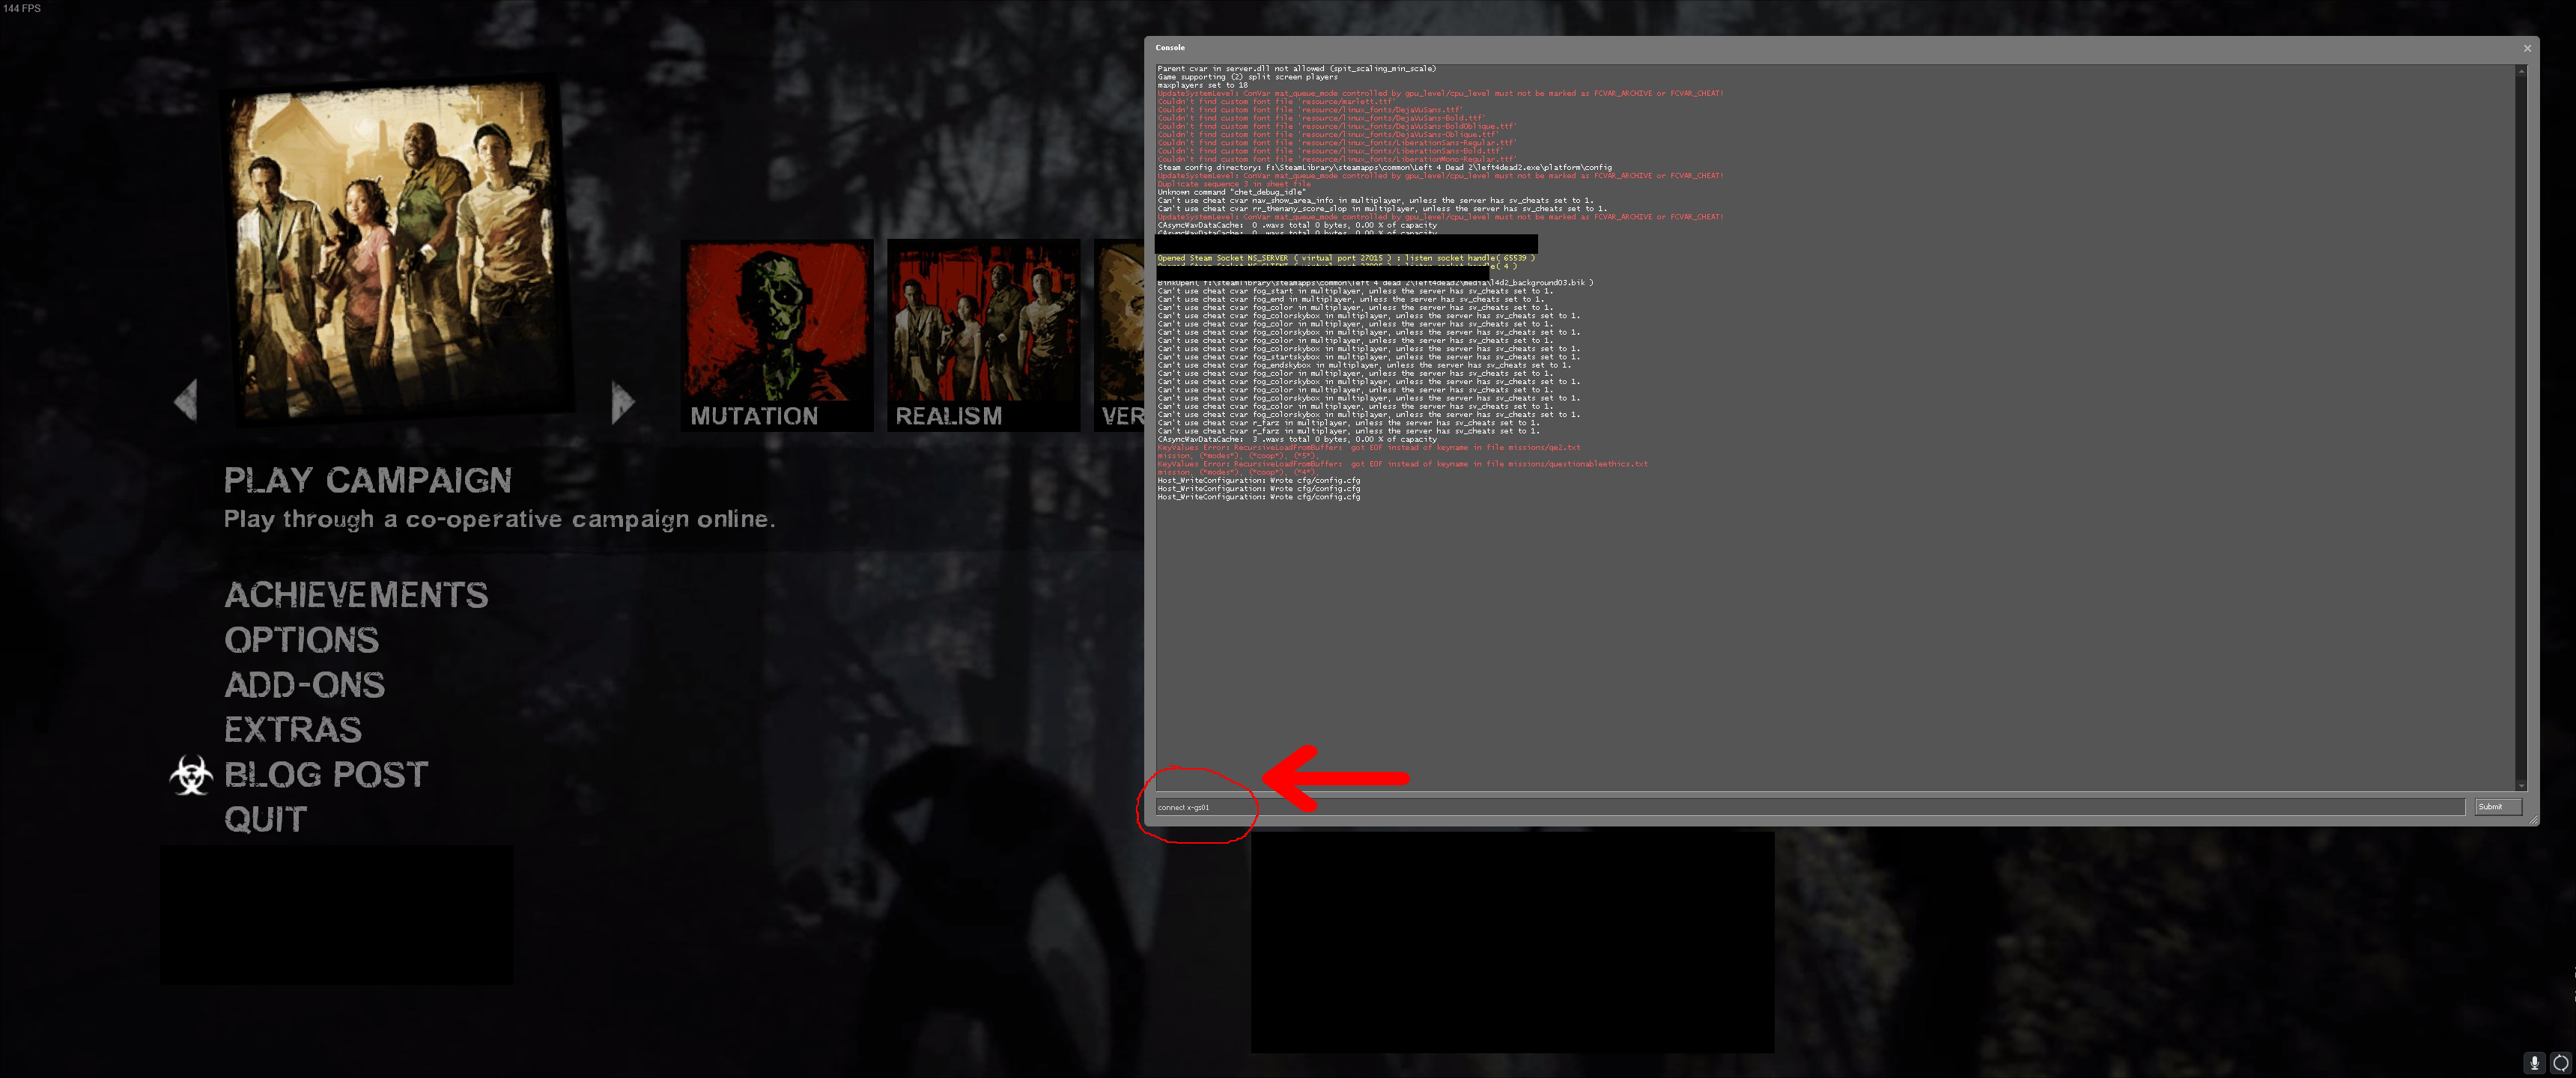 144 FPS
MUTATION
REALISM
VER
PLAY CAMPAIGN
Play through a co-operative campaign online.
ACHIEVEMENTS
OPTIONS
ADD-ONS
EXTRAS
BLOG POST
QUIT
Console
Parent cvar in server.dll not allowed (spit_scaling_min_scale)
Game supporting (2) split screen players
maxplayers set to 18
UpdateSystemLevel: ConVar mat_queue_mode controlled by gpu_level/cpu_level must not be marked as FCVAR_ARCHIVE or FCVAR_CHEAT!
Couldn't find custom font file 'resource/marlett.ttf'
Couldn't find custom font file 'resource/linux_fonts/DejaVuSans.ttf'
Couldn't find custom font file 'resource/linux_fonts/DejaVuSans-Bold.ttf'
Couldn't find custom font file 'resource/linux_fonts/DejaVuSans-BoldOblique.ttf'
Couldn't find custom font file 'resource/linux_fonts/DejaVuSans-Oblique.ttf'
Couldn't find custom font file 'resource/linux_fonts/LiberationSans-Regular.ttf'
Couldn't find custom font file 'resource/linux_fonts/LiberationSans-Bold.ttf'
Couldn't find custom font file 'resource/linux_fonts/LiberationMono-Regular.ttf'
Steam config directory: F:\SteamLibrary\steamapps\common\Left 4 Dead 2\left4dead2.exe\platform\config
UpdateSystemLevel: ConVar mat_queue_mode controlled by gpu_level/cpu_level must not be marked as FCVAR_ARCHIVE or FCVAR_CHEAT!
Duplicate sequence 3 in sheet file
Unknown command "chet_debug_idle"
Can't use cheat cvar nav_show_area_info in multiplayer, unless the server has sv_cheats set to 1.
Can't use cheat cvar rr_thenany_score_slop in multiplayer, unless the server has sv_cheats set to 1.
UpdateSystemLevel: ConVar mat_queue_mode controlled by gpu_level/cpu_level must not be marked as FCVAR_ARCHIVE or FCVAR_CHEAT!
CAsyncWavDataCache:  0 .wavs total 0 bytes, 0.00 % of capacity
CAsyncWavDataCache:  0 .wavs total 0 bytes, 0.00 % of capacity
Opened Steam Socket NS_SERVER ( virtual port 27015 ) : listen socket handle( 65539 )
Opened Steam Socket NS_CLIENT ( virtual port 27005 ) : listen socket handle( 4 )
BinkOpen( f:\steamlibrary\steamapps\common\left 4 dead 2\left4dead2\media\l4d2_background03.bik )
Can't use cheat cvar fog_start in multiplayer, unless the server has sv_cheats set to 1.
Can't use cheat cvar fog_end in multiplayer, unless the server has sv_cheats set to 1.
Can't use cheat cvar fog_color in multiplayer, unless the server has sv_cheats set to 1.
Can't use cheat cvar fog_colorskybox in multiplayer, unless the server has sv_cheats set to 1.
Can't use cheat cvar fog_color in multiplayer, unless the server has sv_cheats set to 1.
Can't use cheat cvar fog_colorskybox in multiplayer, unless the server has sv_cheats set to 1.
Can't use cheat cvar fog_color in multiplayer, unless the server has sv_cheats set to 1.
Can't use cheat cvar fog_colorskybox in multiplayer, unless the server has sv_cheats set to 1.
Can't use cheat cvar fog_startskybox in multiplayer, unless the server has sv_cheats set to 1.
Can't use cheat cvar fog_endskybox in multiplayer, unless the server has sv_cheats set to 1.
Can't use cheat cvar fog_color in multiplayer, unless the server has sv_cheats set to 1.
Can't use cheat cvar fog_colorskybox in multiplayer, unless the server has sv_cheats set to 1.
Can't use cheat cvar fog_color in multiplayer, unless the server has sv_cheats set to 1.
Can't use cheat cvar fog_colorskybox in multiplayer, unless the server has sv_cheats set to 1.
Can't use cheat cvar fog_color in multiplayer, unless the server has sv_cheats set to 1.
Can't use cheat cvar fog_colorskybox in multiplayer, unless the server has sv_cheats set to 1.
Can't use cheat cvar r_farz in multiplayer, unless the server has sv_cheats set to 1.
Can't use cheat cvar r_farz in multiplayer, unless the server has sv_cheats set to 1.
CAsyncWavDataCache:  3 .wavs total 0 bytes, 0.00 % of capacity
KeyValues Error: RecursiveLoadFromBuffer:  got EOF instead of keyname in file missions/qe2.txt
mission, (*modes*), (*coop*), (*5*),
KeyValues Error: RecursiveLoadFromBuffer:  got EOF instead of keyname in file missions/questionableethics.txt
mission, (*modes*), (*coop*), (*4*),
Host_WriteConfiguration: Wrote cfg/config.cfg
Host_WriteConfiguration: Wrote cfg/config.cfg
Host_WriteConfiguration: Wrote cfg/config.cfg
connect x-gs01
Submit